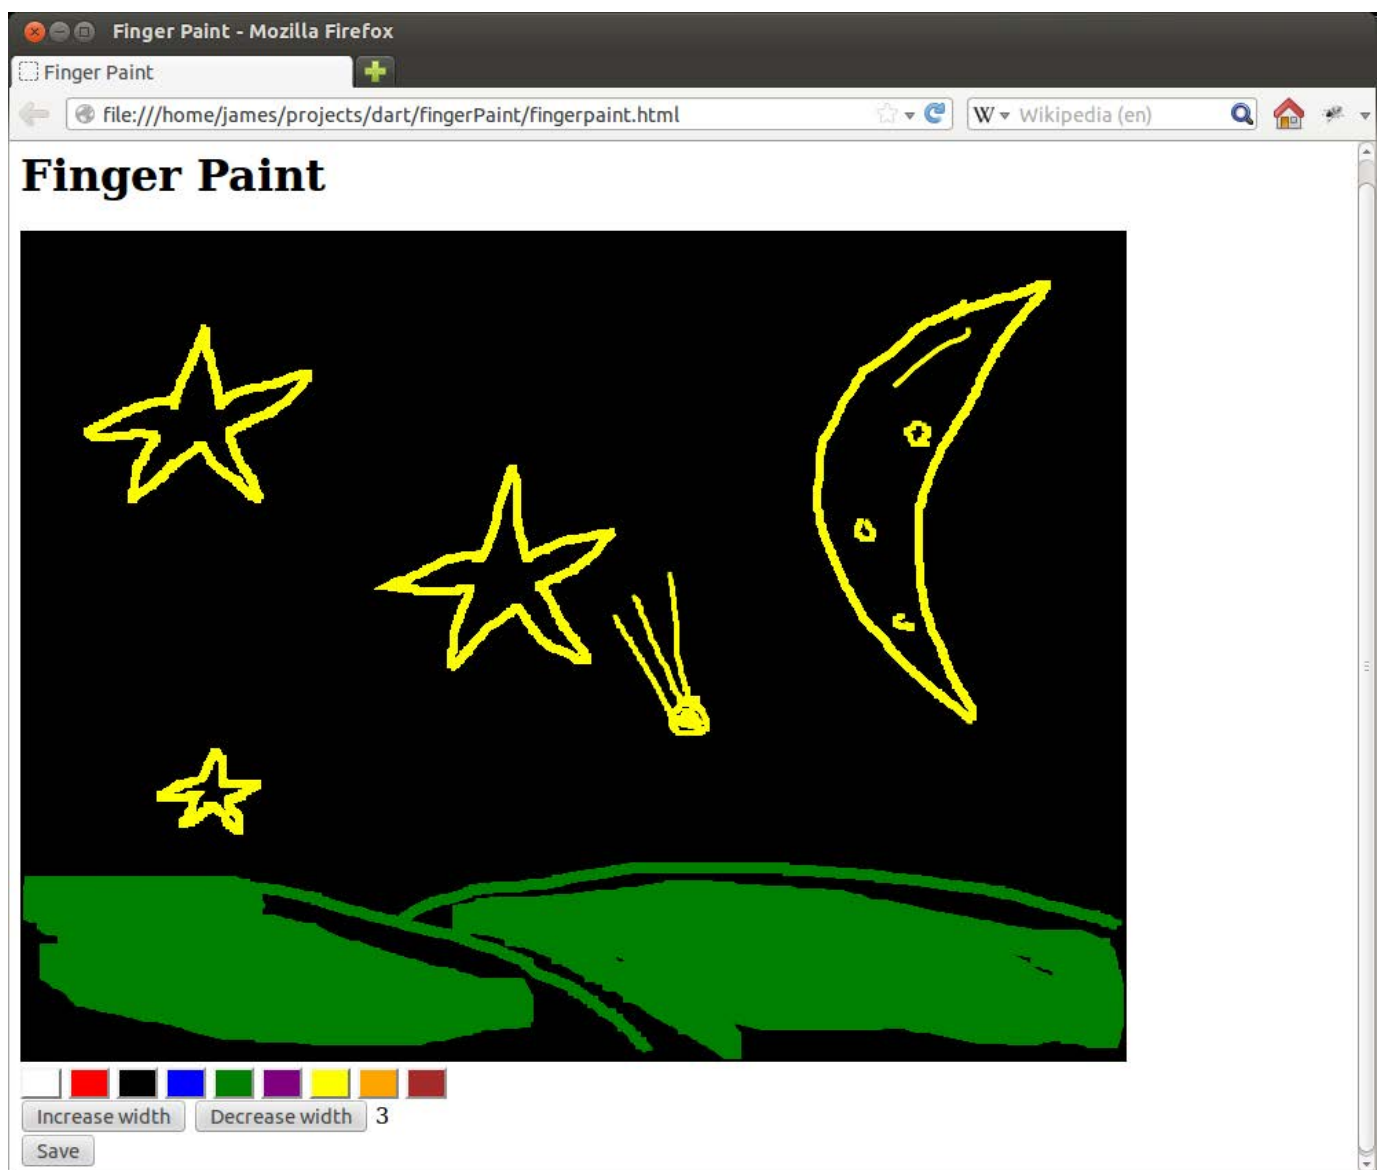 Finger Paint - Mozilla Firefox
Finger Paint
file:///home/james/projects/dart/fingerPaint/fingerpaint.html W Wikipedia (en)
Finger Paint
Increase width Decrease width 3
Save